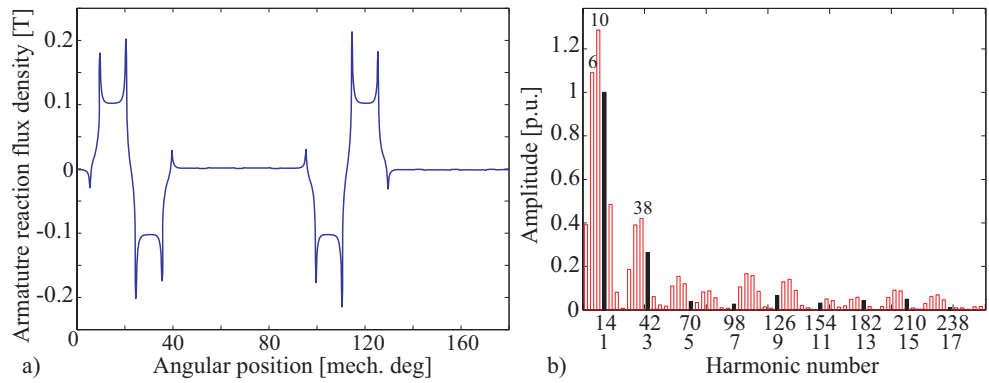 Armatutre reaction flux density [T]
0.2
0.1
0
-0.1
-0.2
0 40 80 120 160
Angular position [mech. deg]
a)
Amplitude [p.u.]
1.2
1
0.8
0.6
0.4
0.2
0
10
6
38
14 42 70 98 126 154 182 210 238
1 3 5 7 9 11 13 15 17
Harmonic number
b)